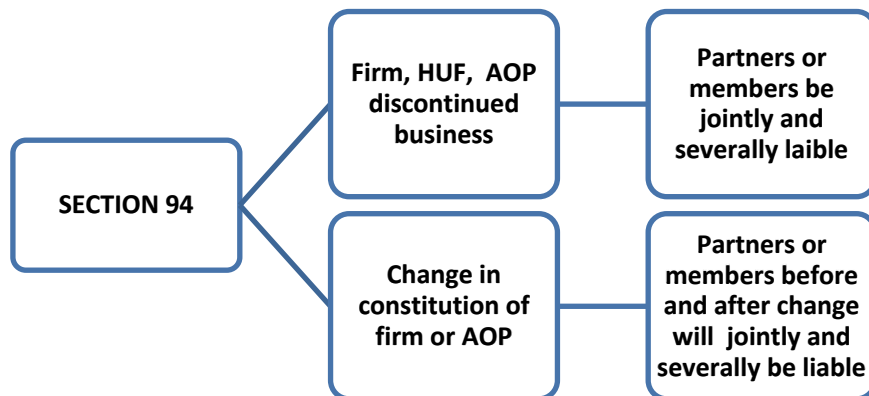 SECTION 94
Firm, HUF, AOP
discontinued
business
Partners or
members be
jointly and
severally laible
Change in
constitution of
firm or AOP
Partners or
members before
and after change
will jointly and
severally be liable